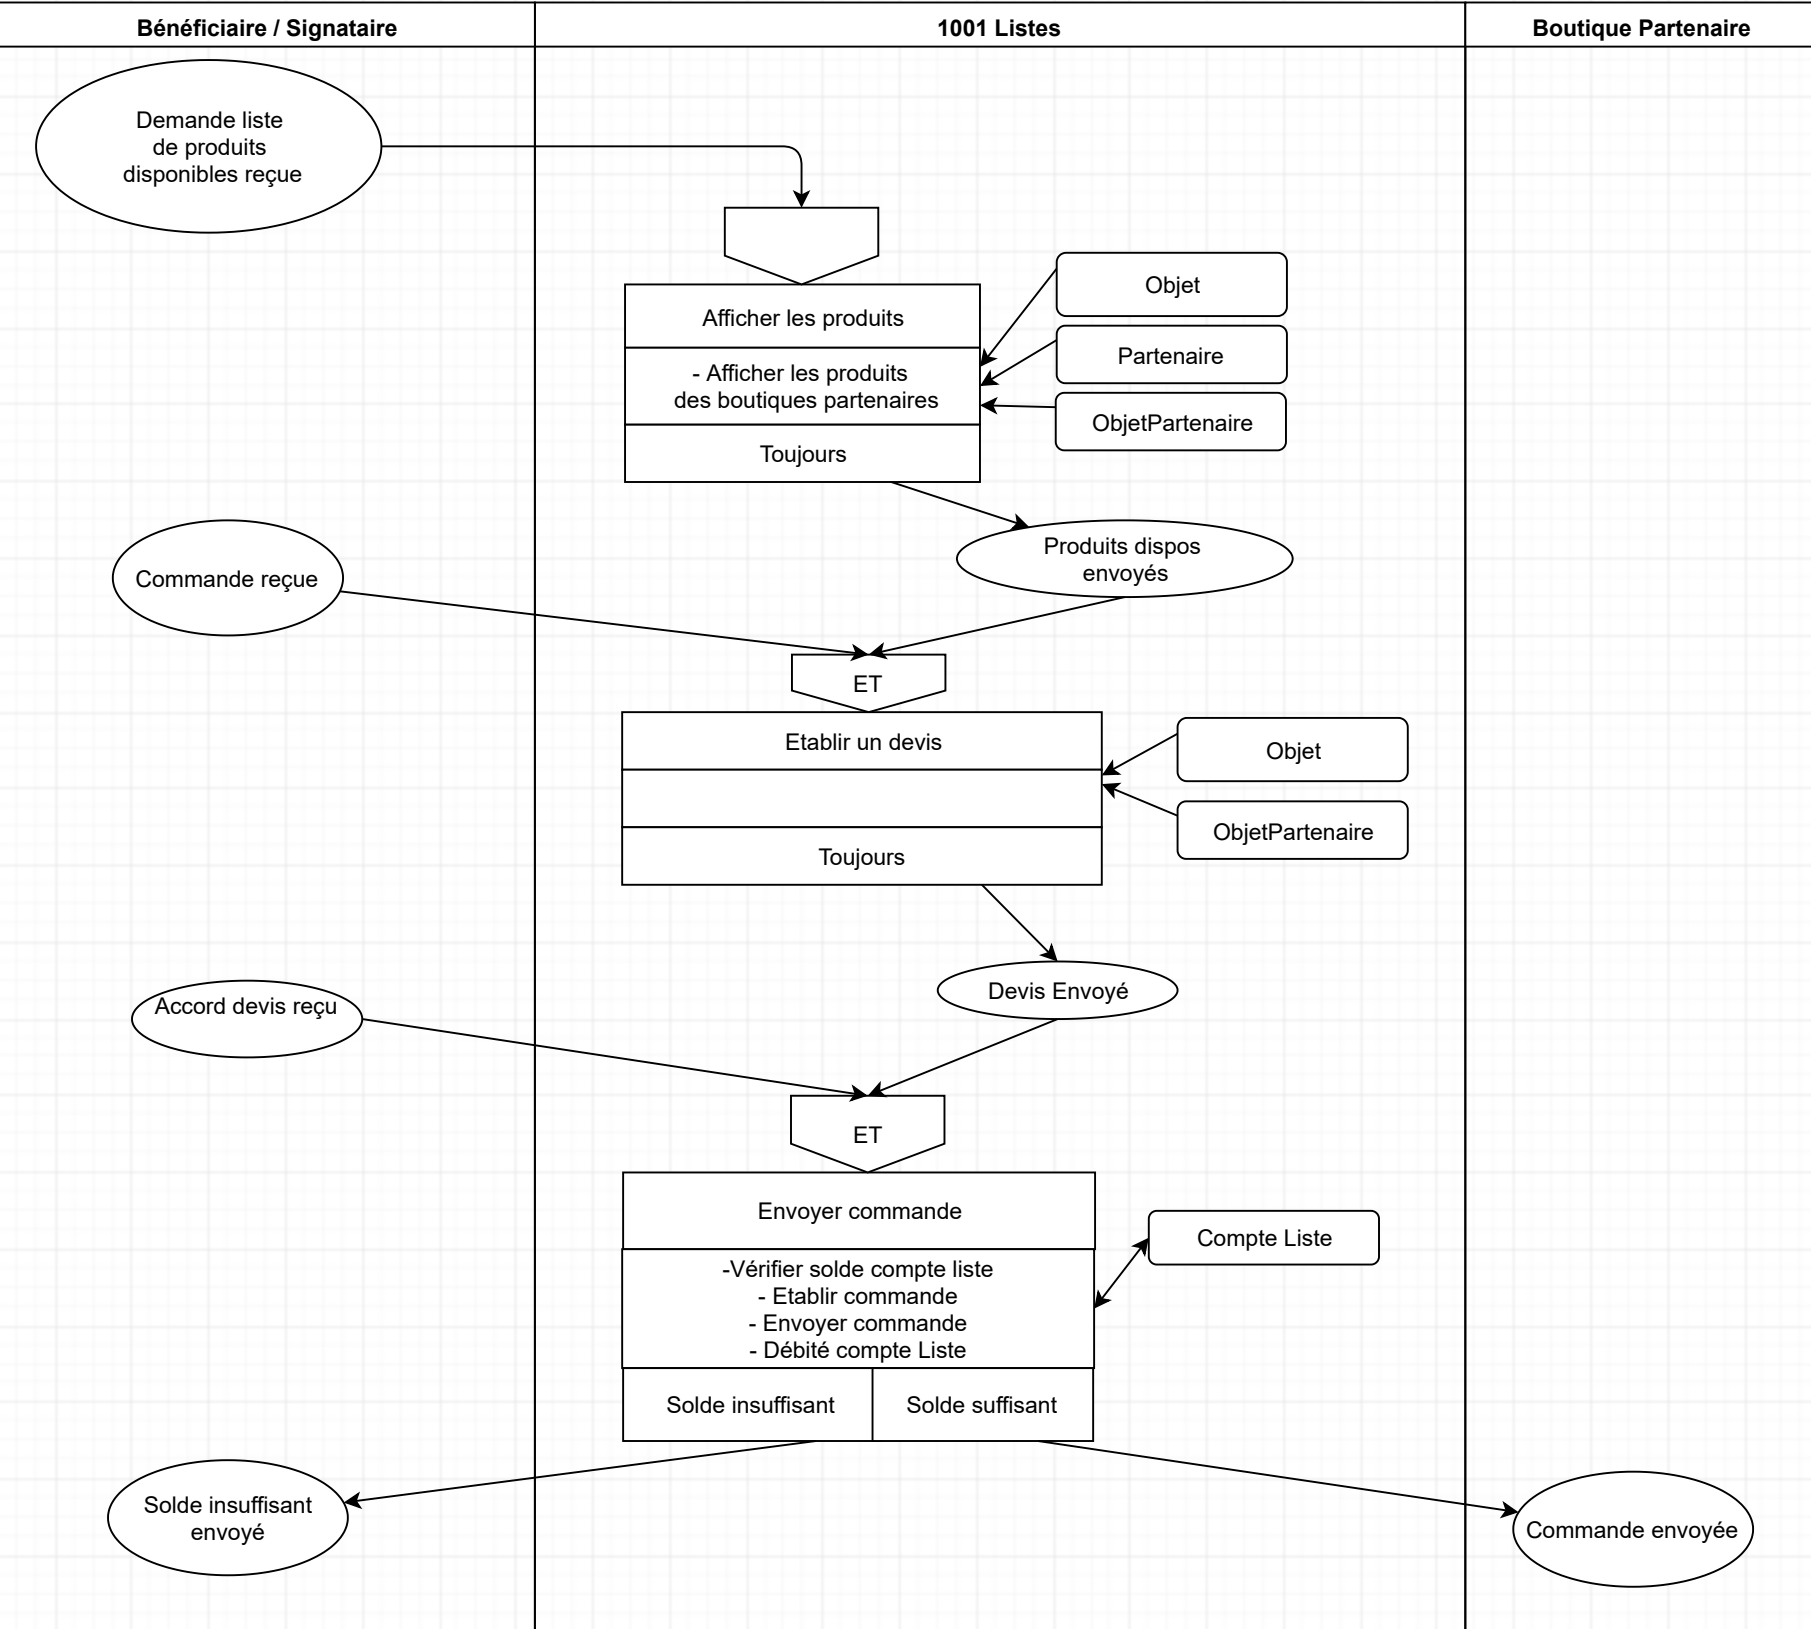 Bénéficiaire / Signataire
1001 Listes
Boutique Partenaire
Demande liste
de produits
disponibles reçue
Objet
Afficher les produits
Partenaire
- Afficher les produits
des boutiques partenaires
ObjetPartenaire
Toujours
Produits dispos
envoyés
Commande reçue
ET
Etablir un devis
Objet
ObjetPartenaire
Toujours
Devis Envoyé
Accord devis reçu
ET
Envoyer commande
Compte Liste
-Vérifier solde compte liste
- Etablir commande
- Envoyer commande
- Débité compte Liste
Solde insuffisant
Solde suffisant
Solde insuffisant
envoyé
Commande envoyée